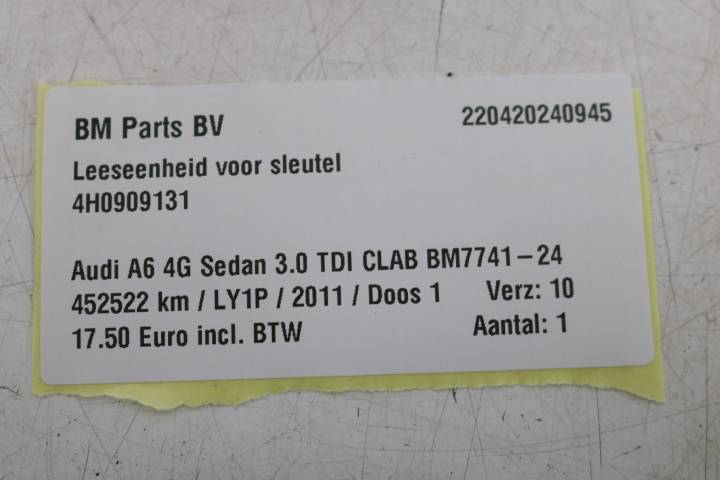 BM Parts BV 220420240945
Leeseenheid voor sleutel
4H0909131
Audi A6 4G Sedan 3.0 TDI CLAB BM7741-24
452522 km / LY1P / 2011 / Doos 1 Verz: 10
17.50 Euro incl. BTW Aantal: 1